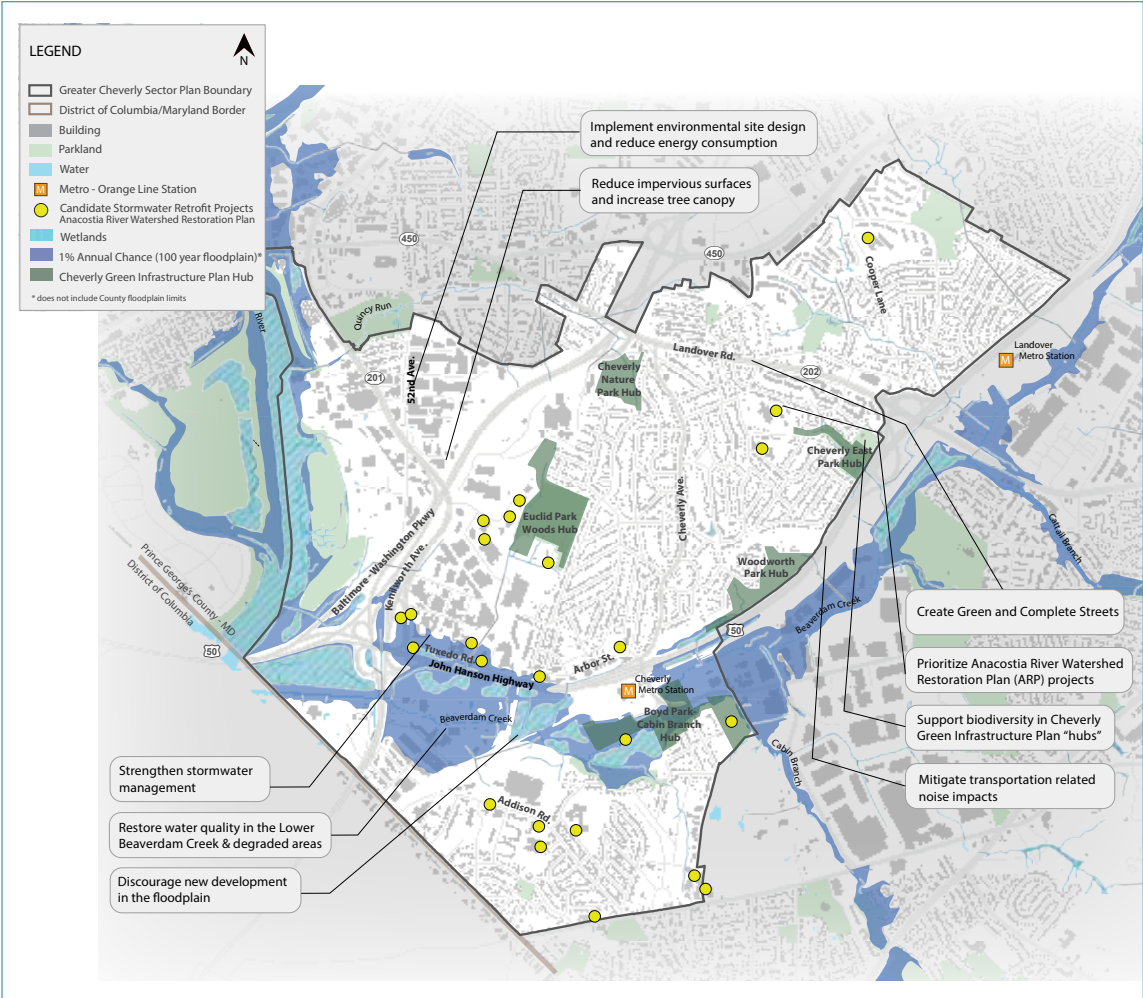 LEGEND
N
Greater Cheverly Sector Plan Boundary
District of Columbia/Maryland Border
Building
Parkland
Water
M
Metro - Orange Line Station
Candidate Stormwater Retrofit Projects
Anacostia River Watershed Restoration Plan
Wetlands
1% Annual Chance (100 year floodplain)*
Cheverly Green Infrastructure Plan Hub
* does not include County floodplain limits
Implement environmental site design
and reduce energy consumption
Reduce impervious surfaces
and increase tree canopy
450
450
Cooper Lane
Quincy Run
River
Landover Rd.
Landover
Metro Station
M
201
52nd Ave.
202
Cheverly
Nature
Park Hub
Cheverly East
Park Hub
Cheverly Ave.
Euclid Park
Woods Hub
Baltimore-Washington Pkwy
Kenilworth Ave.
Cattail Branch
Woodworth
Park Hub
Prince George's County - MD
District of Columbia
50
50
Beaverdam Creek
Tuxedo Rd.
John Hanson Highway
Arbor St.
M
Cheverly
Metro Station
Beaverdam Creek
Boyd Park-
Cabin Branch
Hub
Cabin Branch
Addison Rd.
Create Green and Complete Streets
Prioritize Anacostia River Watershed
Restoration Plan (ARP) projects
Support biodiversity in Cheverly
Green Infrastructure Plan “hubs”
Mitigate transportation related
noise impacts
Strengthen stormwater
management
Restore water quality in the Lower
Beaverdam Creek & degraded areas
Discourage new development
in the floodplain